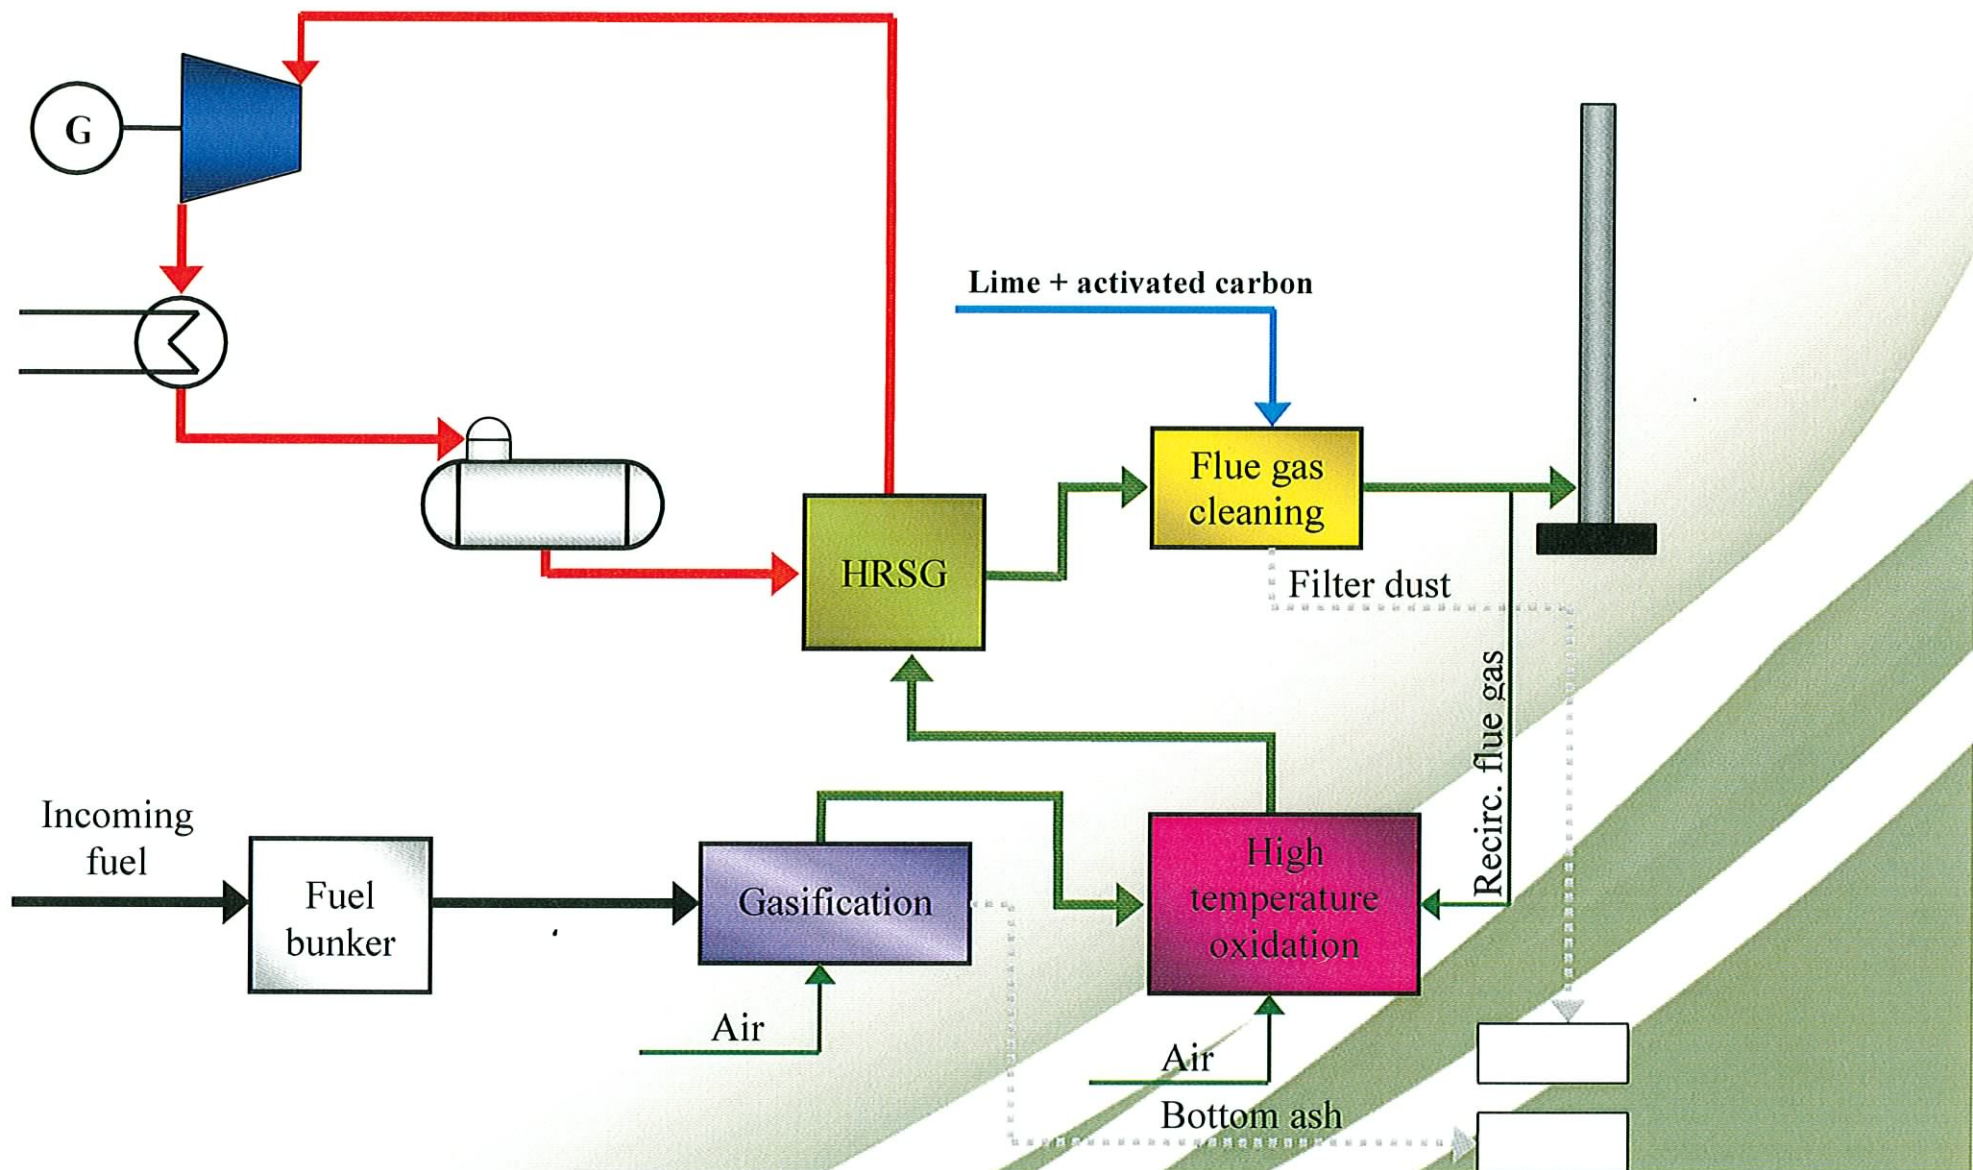 G
Lime + activated carbon
Flue gas
cleaning
HRSG
Filter dust
Recirc. flue gas
Incoming
fuel
Fuel
bunker
Gasification
High
temperature
oxidation
Air
Air
Bottom ash